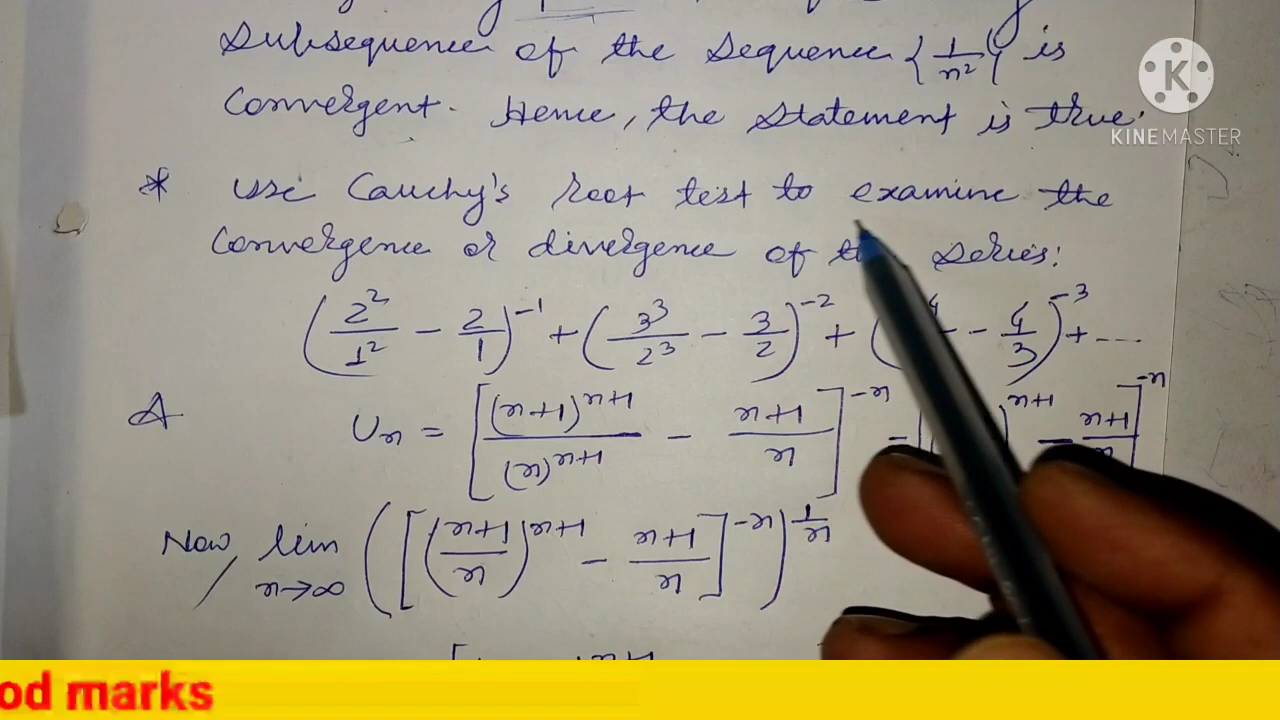 Subsequence of the Sequence {1/n²} is
Convergent. Hence, the Statement is true.
KINEMASTER
* Use Cauchy's root test to examine the
Convergence or divergence of the series:
(2²/1² - 2/1)⁻¹ + (3³/2³ - 3/2)⁻² + ( - 4/3)⁻³ + ----
A Uₙ = [(n+1)ⁿ⁺¹/(n)ⁿ⁺¹ - (n+1)/n]⁻ⁿ
Now, lim n→∞ ([((n+1)/n)ⁿ⁺¹ - (n+1)/n]⁻ⁿ)^(1/n)
od marks